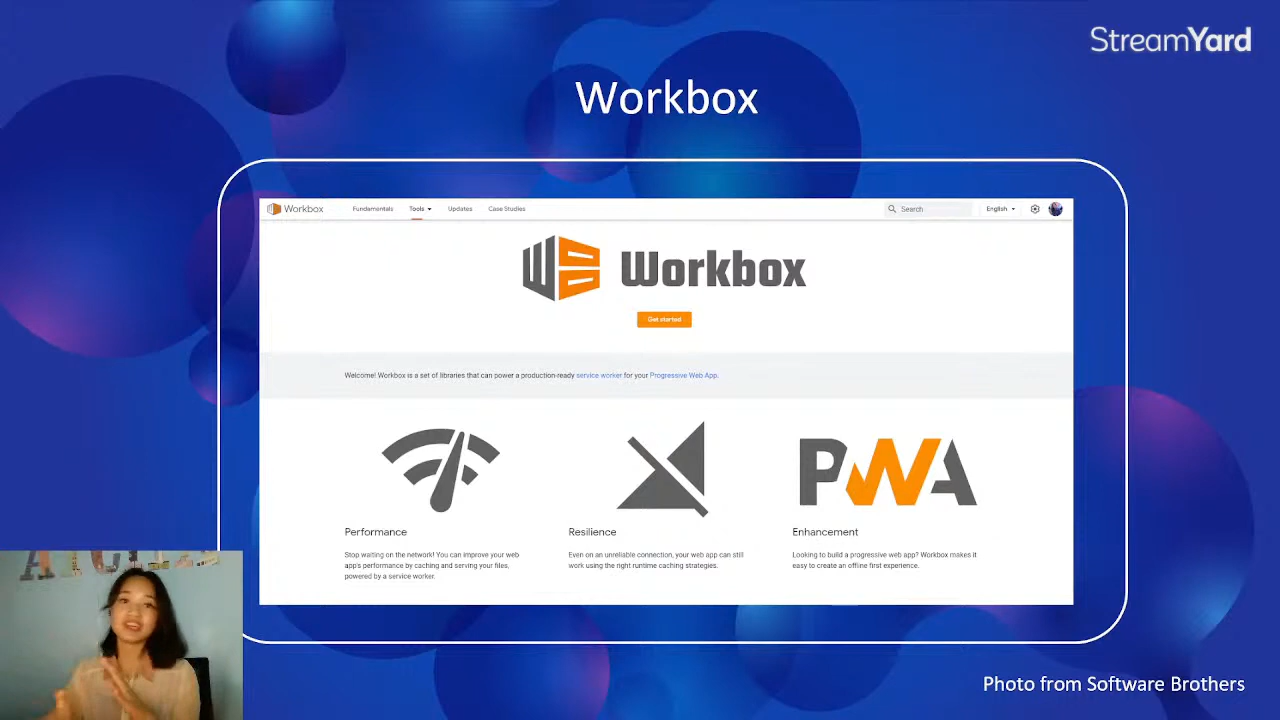 StreamYard
Workbox
Workbox Fundamentals Tools Updates Case Studies Search English
Workbox
Get started
Welcome! Workbox is a set of libraries that can power a production-ready service worker for your Progressive Web App.
PWA
Performance
Stop waiting on the network! You can improve your web
app's performance by caching and serving your files,
powered by a service worker.
Resilience
Even on an unreliable connection, your web app can still
work using the right runtime caching strategies.
Enhancement
Looking to build a progressive web app? Workbox makes it
easy to create an offline first experience.
Photo from Software Brothers